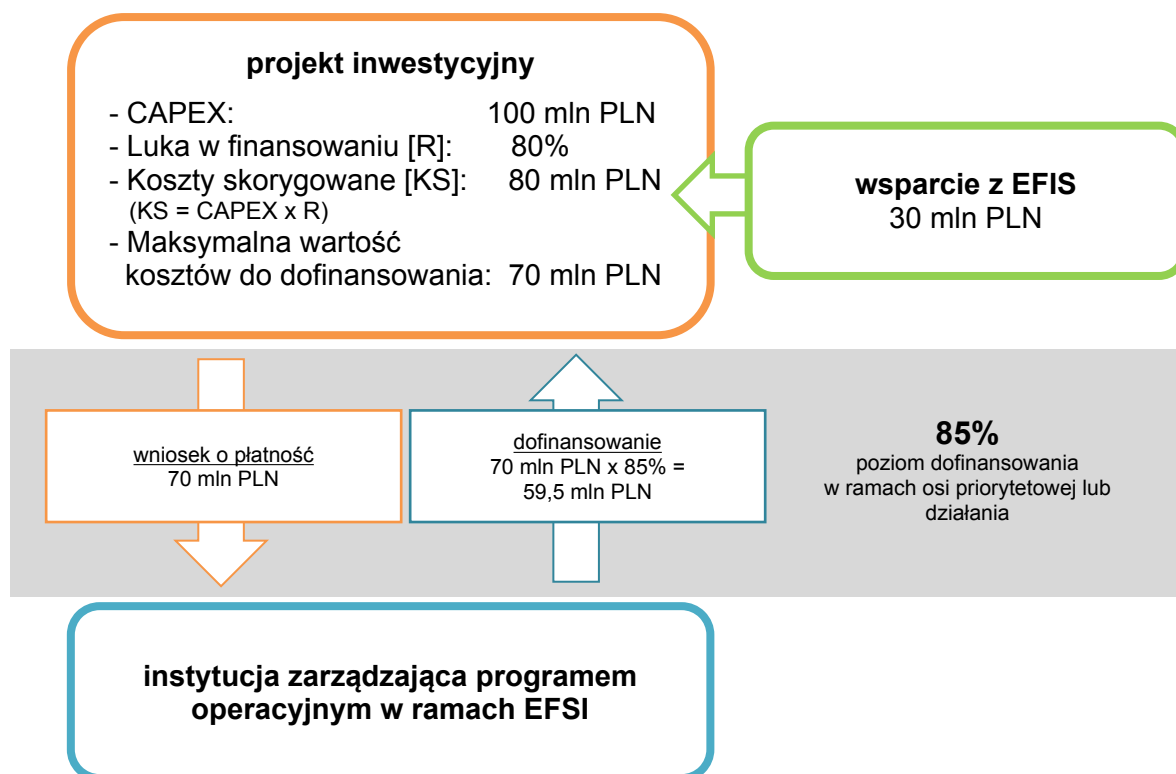 projekt inwestycyjny
- CAPEX: 100 mln PLN
- Luka w finansowaniu [R]: 80%
- Koszty skorygowane [KS]: 80 mln PLN
(KS = CAPEX x R)
- Maksymalna wartość
kosztów do dofinansowania: 70 mln PLN
wsparcie z EFIS
30 mln PLN
wniosek o płatność
70 mln PLN
dofinansowanie
70 mln PLN x 85% =
59,5 mln PLN
85%
poziom dofinansowania
w ramach osi priorytetowej lub
działania
instytucja zarządzająca programem
operacyjnym w ramach EFSI